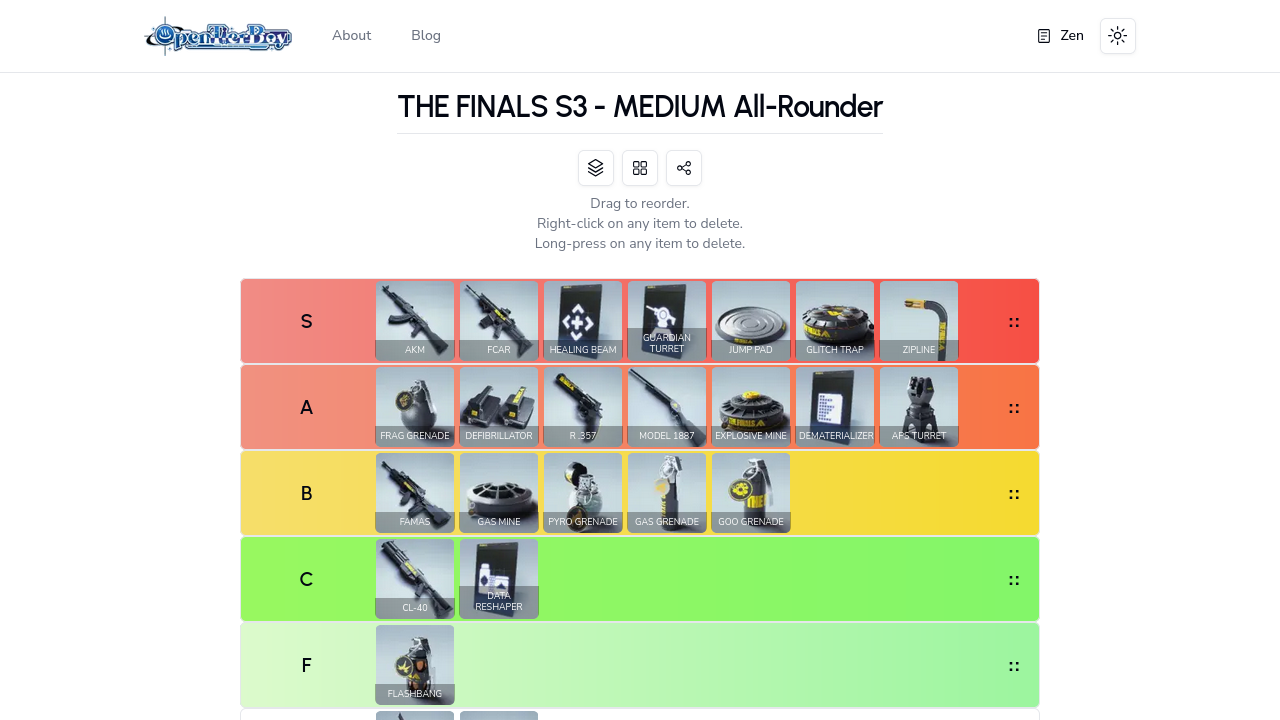 OpenTierBoy
About
Blog
Zen
THE FINALS S3 - MEDIUM All-Rounder
Drag to reorder.
Right-click on any item to delete.
Long-press on any item to delete.
S
AKM
FCAR
HEALING BEAM
GUARDIAN
TURRET
JUMP PAD
GLITCH TRAP
ZIPLINE
::
A
FRAG GRENADE
DEFIBRILLATOR
R .357
MODEL 1887
EXPLOSIVE MINE
DEMATERIALIZER
APS TURRET
::
B
FAMAS
GAS MINE
PYRO GRENADE
GAS GRENADE
GOO GRENADE
::
C
CL-40
DATA
RESHAPER
::
F
FLASHBANG
::